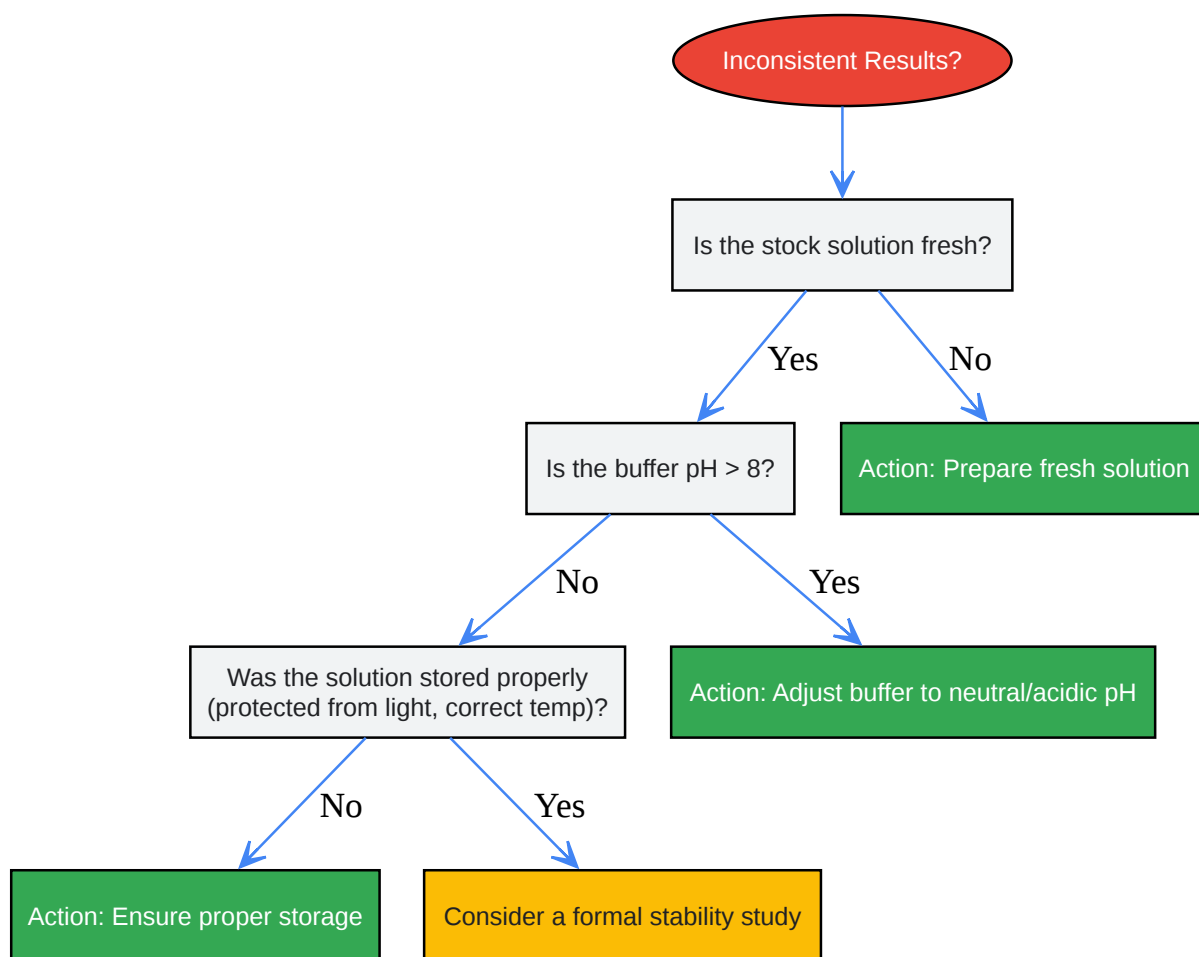 Inconsistent Results?
Is the stock solution fresh?
Yes
No
Is the buffer pH > 8?
Action: Prepare fresh solution
No
Yes
Was the solution stored properly
(protected from light, correct temp)?
Action: Adjust buffer to neutral/acidic pH
No
Yes
Action: Ensure proper storage
Consider a formal stability study